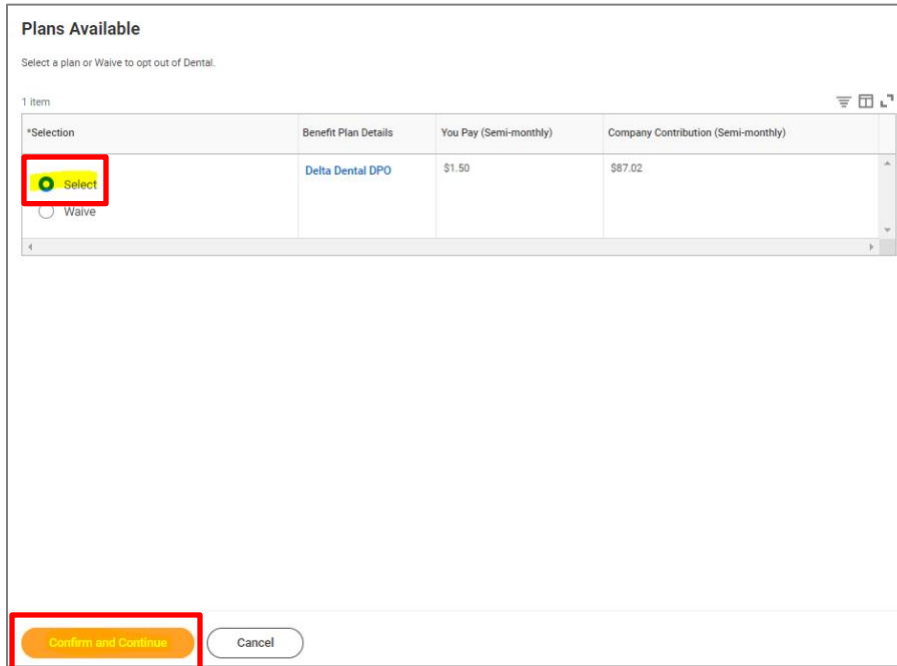 Plans Available
Select a plan or Waive to opt out of Dental.
1 item
*Selection Benefit Plan Details You Pay (Semi-monthly) Company Contribution (Semi-monthly)
Select Delta Dental DPO $1.50 $87.02
Waive
Confirm and Continue Cancel